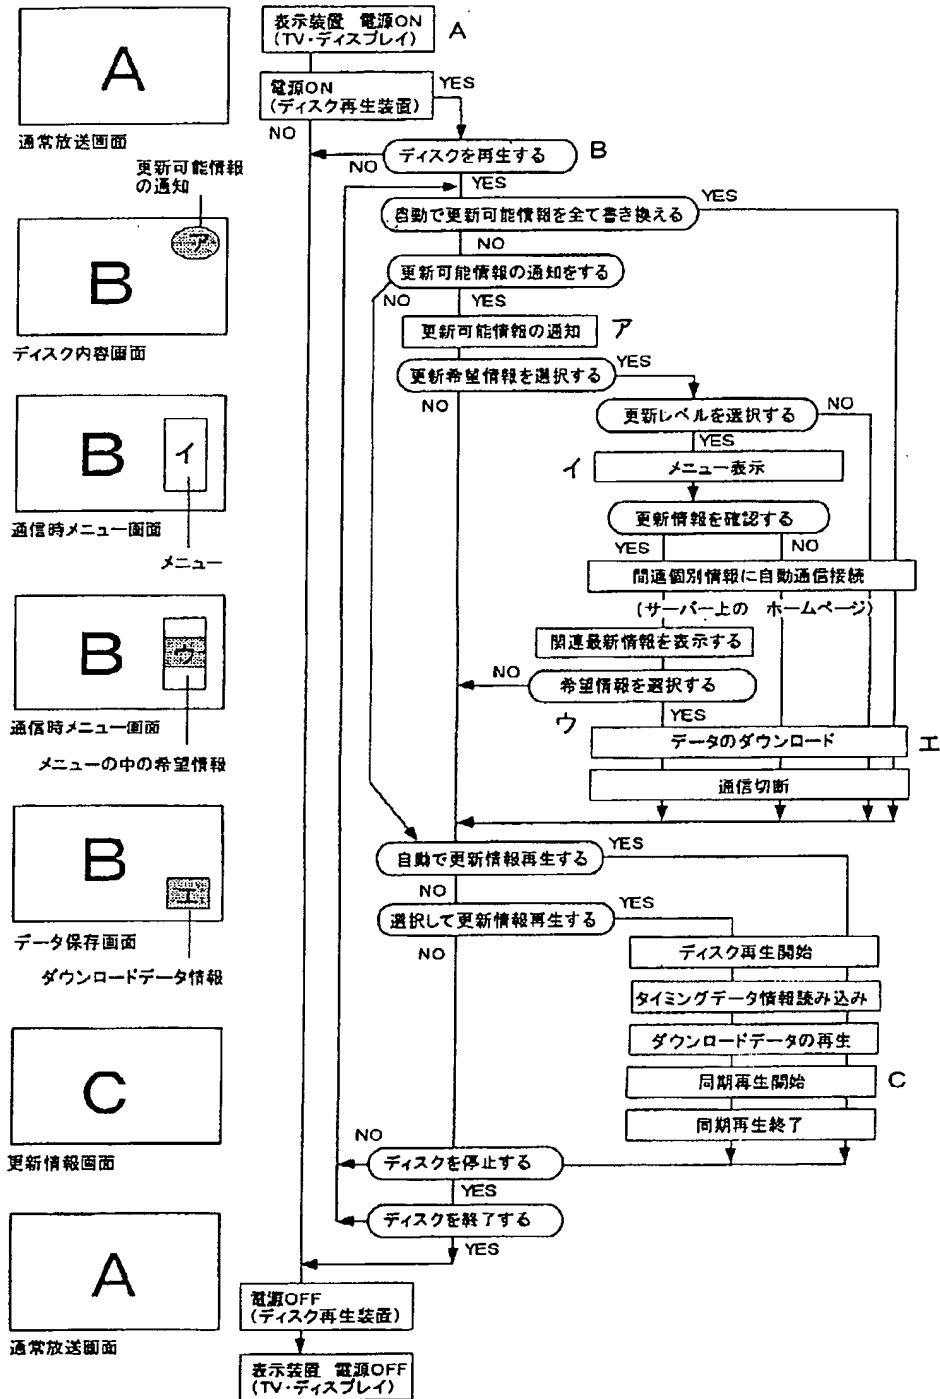 A
通常放送画面
更新可能情報
の通知
ア
B
ディスク内容画面
B
イ
通信時メニュー画面
メニュー
B
ウ
通信時メニュー画面
メニューの中の希望情報
B
エ
データ保存画面
ダウンロードデータ情報
C
更新情報画面
A
通常放送画面
表示装置 電源ON
(TV・ディスプレイ)
A
電源ON
(ディスク再生装置)
YES
NO
ディスクを再生する
B
NO
YES
自動で更新可能情報を全て書き換える
YES
NO
更新可能情報の通知をする
NO
YES
更新可能情報の通知
ア
更新希望情報を選択する
YES
NO
更新レベルを選択する
NO
YES
イ
メニュー表示
更新情報を確認する
YES
NO
関連個別情報に自動通信接続
(サーバー上の ホームページ)
関連最新情報を表示する
NO
希望情報を選択する
ウ
YES
データのダウンロード
エ
通信切断
自動で更新情報再生する
YES
NO
選択して更新情報再生する
YES
NO
ディスク再生開始
タイミングデータ情報読み込み
ダウンロードデータの再生
同期再生開始
C
同期再生終了
NO
ディスクを停止する
YES
ディスクを終了する
YES
電源OFF
(ディスク再生装置)
表示装置 電源OFF
(TV・ディスプレイ)